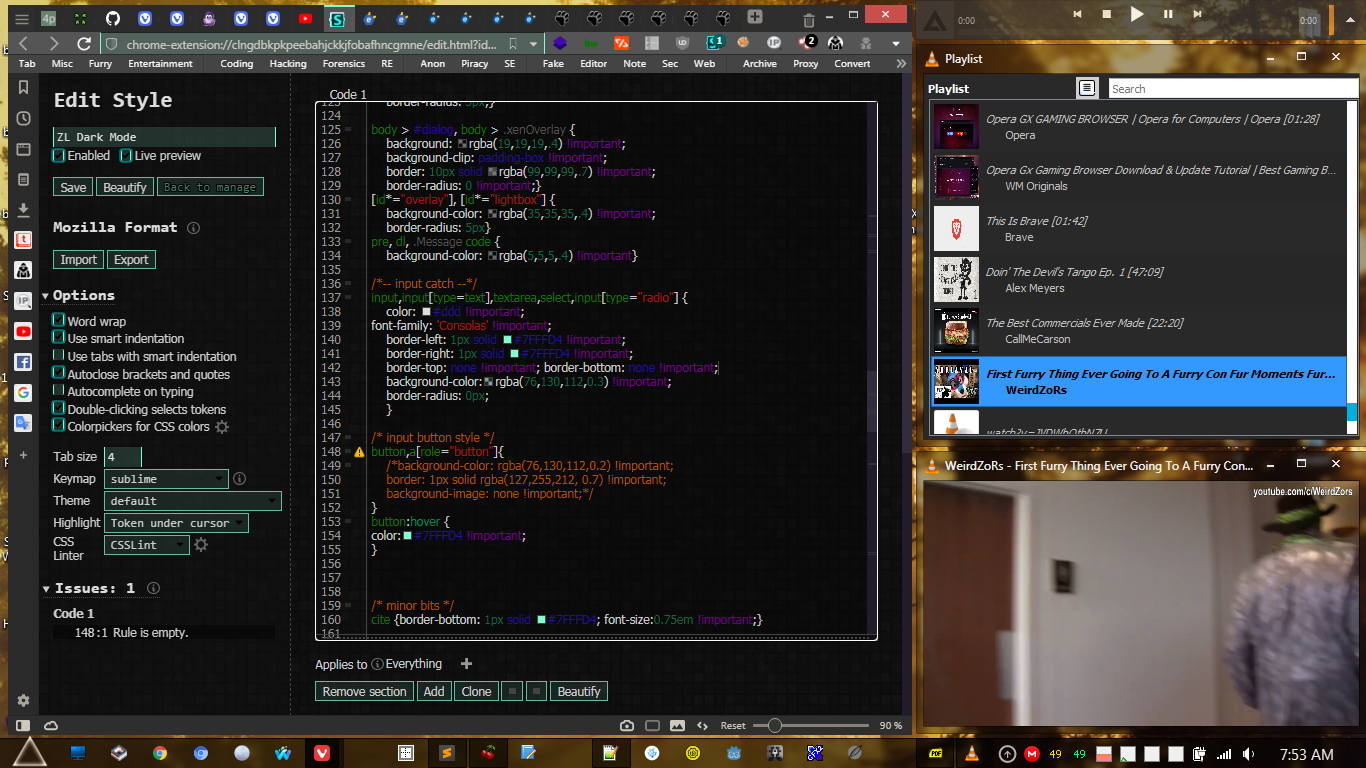 4p
chrome-extension://clngdbkpkpeebahjckkjfobafhncgmne/edit.html?id...
Tab Misc Furry Entertainment Coding Hacking Forensics RE Anon Piracy SE Fake Editor Note Sec Web Archive Proxy Convert
Edit Style
ZL Dark Mode
Enabled Live preview
Save Beautify Back to manage
Mozilla Format
Import Export
Options
Word wrap
Use smart indentation
Use tabs with smart indentation
Autoclose brackets and quotes
Autocomplete on typing
Double-clicking selects tokens
Colorpickers for CSS colors
Tab size 4
Keymap sublime
Theme default
Highlight Token under cursor
CSS Linter CSSLint
Issues: 1
Code 1
148:1 Rule is empty.
Code 1
123 border-radius: 5px;}
124
125 body > #dialog, body > .xenOverlay {
126 background: rgba(19,19,19,.4) !important;
127 background-clip: padding-box !important;
128 border: 10px solid rgba(99,99,99,.7) !important;
129 border-radius: 0 !important;}
130 [id*="overlay"], [id*="lightbox"] {
131 background-color: rgba(35,35,35,.4) !important;
132 border-radius: 5px}
133 pre, dl, .Message code {
134 background-color: rgba(5,5,5,.4) !important}
135
136 /*-- input catch --*/
137 input,input[type=text],textarea,select,input[type="radio"] {
138 color: #ddd !important;
139 font-family: 'Consolas' !important;
140 border-left: 1px solid #7FFFD4 !important;
141 border-right: 1px solid #7FFFD4 !important;
142 border-top: none !important; border-bottom: none !important;
143 background-color: rgba(76,130,112,0.3) !important;
144 border-radius: 0px;
145 }
146
147 /* input button style */
148 button,a[role="button"]{
149 /*background-color: rgba(76,130,112,0.2) !important;
150 border: 1px solid rgba(127,255,212, 0.7) !important;
151 background-image: none !important;*/
152 }
153 button:hover {
154 color: #7FFFD4 !important;
155 }
156
157
158
159 /* minor bits */
160 cite {border-bottom: 1px solid #7FFFD4; font-size:0.75em !important;}
161
Applies to Everything
Remove section Add Clone Beautify
Reset 90 %
0:00 0:00
Playlist
Playlist Search
Opera GX GAMING BROWSER | Opera for Computers | Opera [01:28]
Opera
Opera Gx Gaming Browser Download & Update Tutorial | Best Gaming B...
WM Originals
This Is Brave [01:42]
Brave
Doin' The Devil's Tango Ep. 1 [47:09]
Alex Meyers
The Best Commercials Ever Made [22:20]
CallMeCarson
First Furry Thing Ever Going To A Furry Con Fur Moments Fur...
WeirdZoRs
WeirdZoRs - First Furry Thing Ever Going To A Furry Con...
youtube.com/c/WeirdZors
49 49
7:53 AM